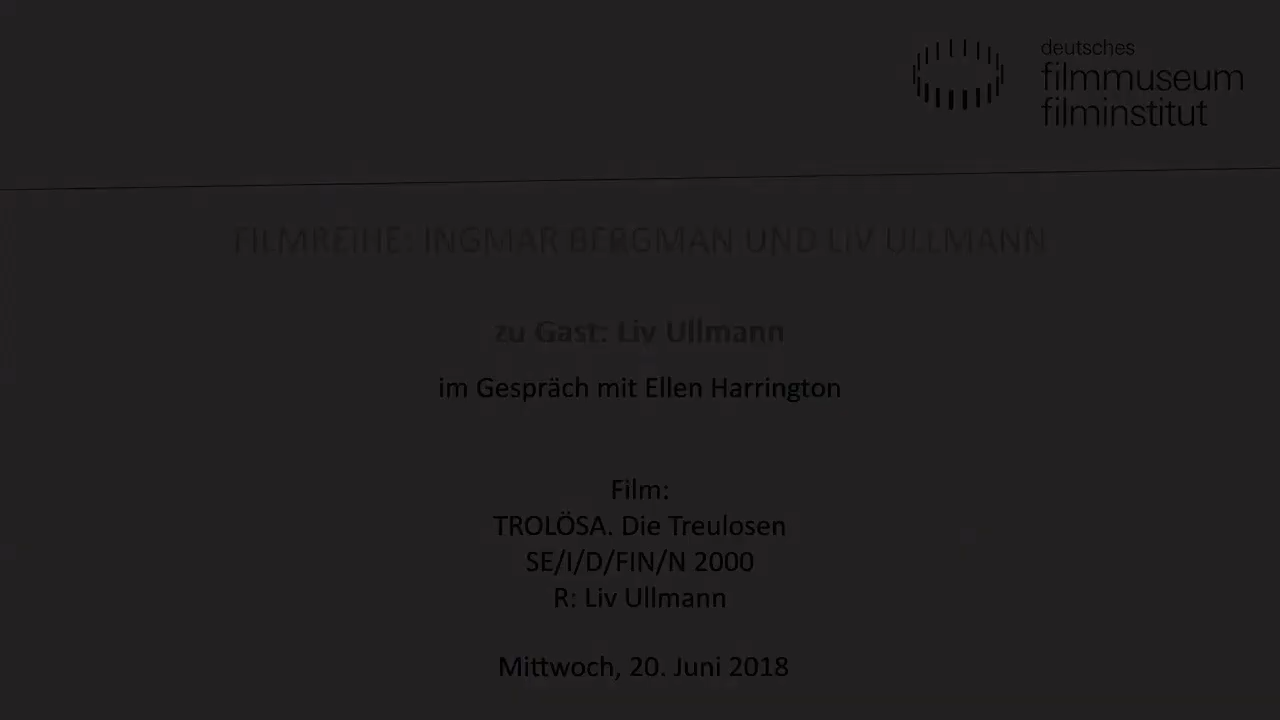 deutsches
filmmuseum
filminstitut
FILMREIHE: INGMAR BERGMAN UND LIV ULLMANN
zu Gast: Liv Ullmann
im Gespräch mit Ellen Harrington
Film:
TROLÖSA. Die Treulosen
SE/I/D/FIN/N 2000
R: Liv Ullmann
Mittwoch, 20. Juni 2018